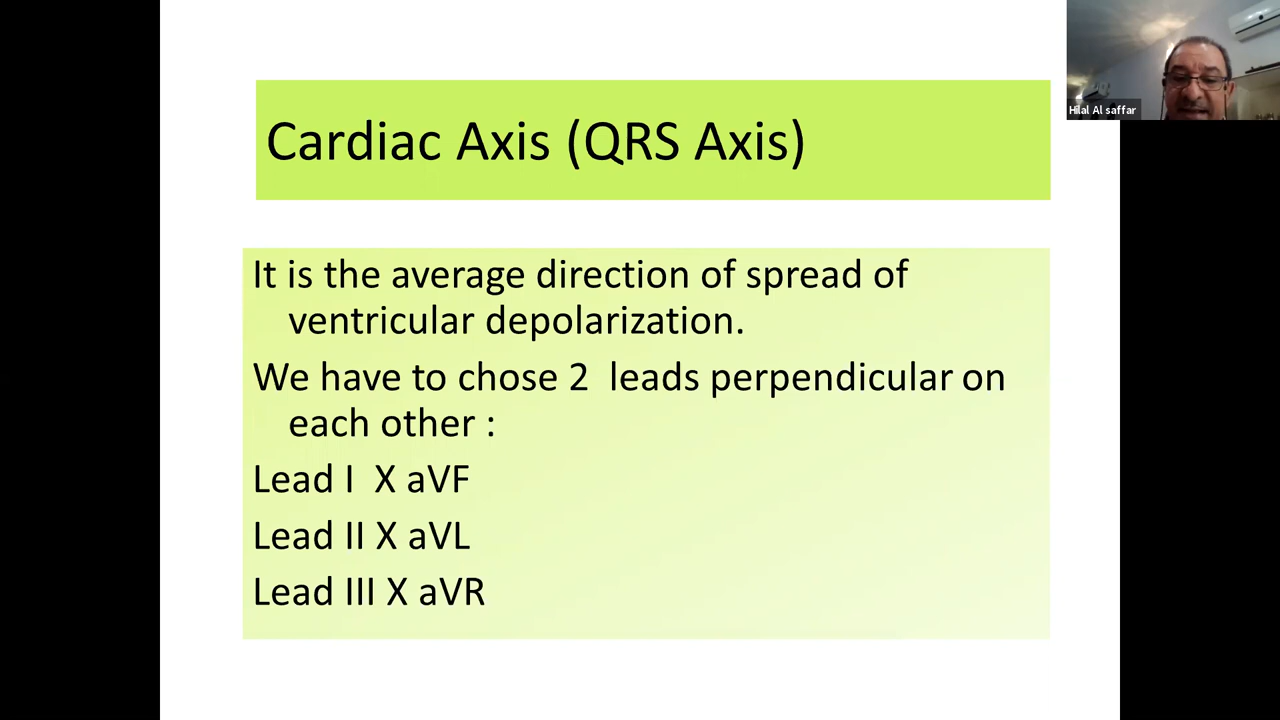 Hilal Al saffar
Cardiac Axis (QRS Axis)
It is the average direction of spread of
ventricular depolarization.
We have to chose 2 leads perpendicular on
each other :
Lead I X aVF
Lead II X aVL
Lead III X aVR